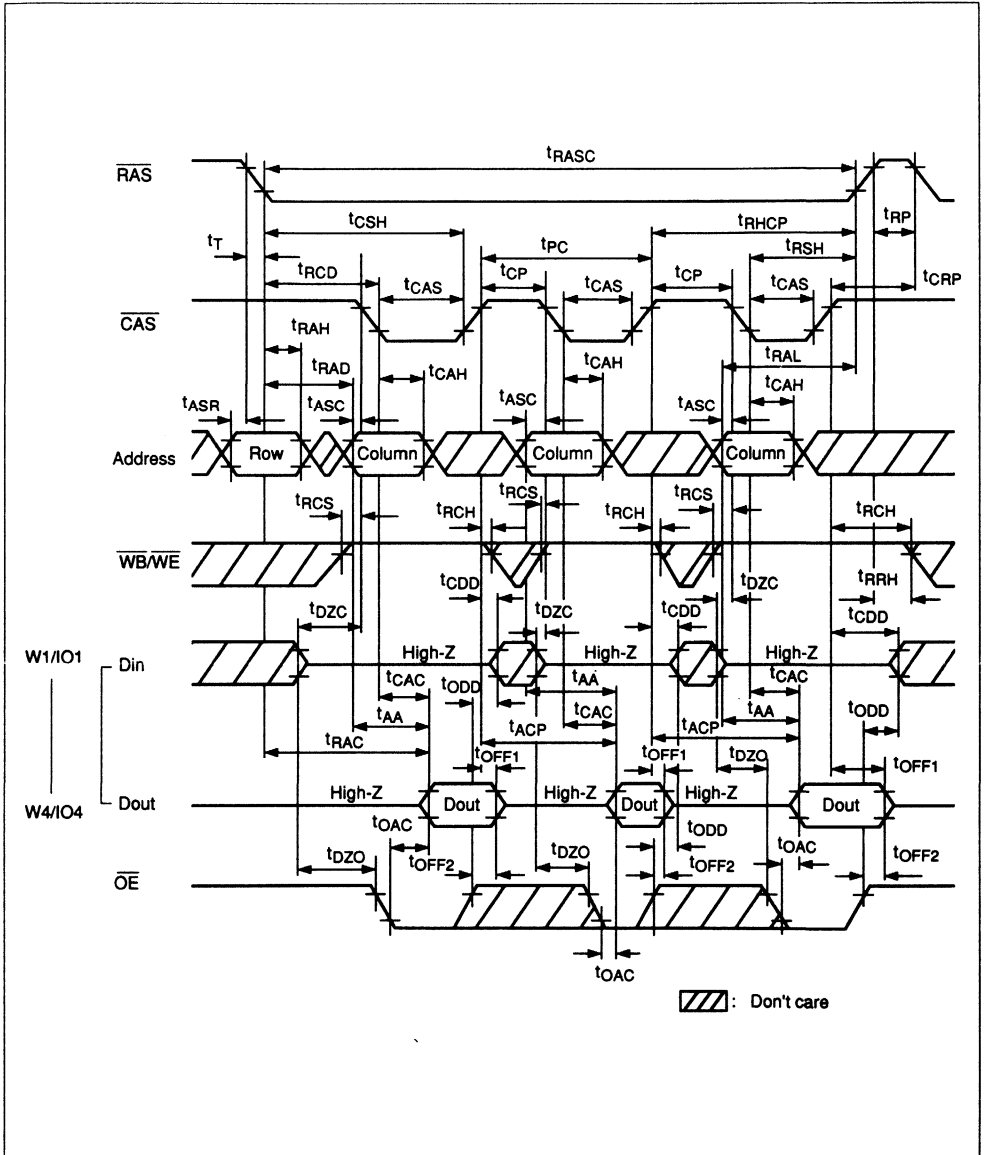 tRASC
RAS
tCSH
tRHCP
tRP
tT
tPC
tRSH
tRCD
tCAS
tCP
tCAS
tCP
tCAS
tCRP
CAS
tRAH
tRAL
tRAD
tCAH
tCAH
tCAH
tASR
tASC
tASC
tASC
Address
Row
Column
Column
Column
tRCS
tRCH
tRCS
tRCH
tRCS
tRCH
WB/WE
tRRH
tCDD
tDZC
tCDD
tDZC
tCDD
tDZC
W1/IO1
Din
High-Z
High-Z
High-Z
tCAC
tODD
tAA
tCAC
tAA
tCAC
tAA
tODD
tRAC
tACP
tACP
tOFF1
tOFF1
tDZO
tOFF1
W4/IO4
Dout
High-Z
Dout
High-Z
Dout
High-Z
Dout
tOAC
tODD
tOAC
tDZO
tOFF2
tDZO
tOFF2
tOFF2
OE
tOAC
: Don't care